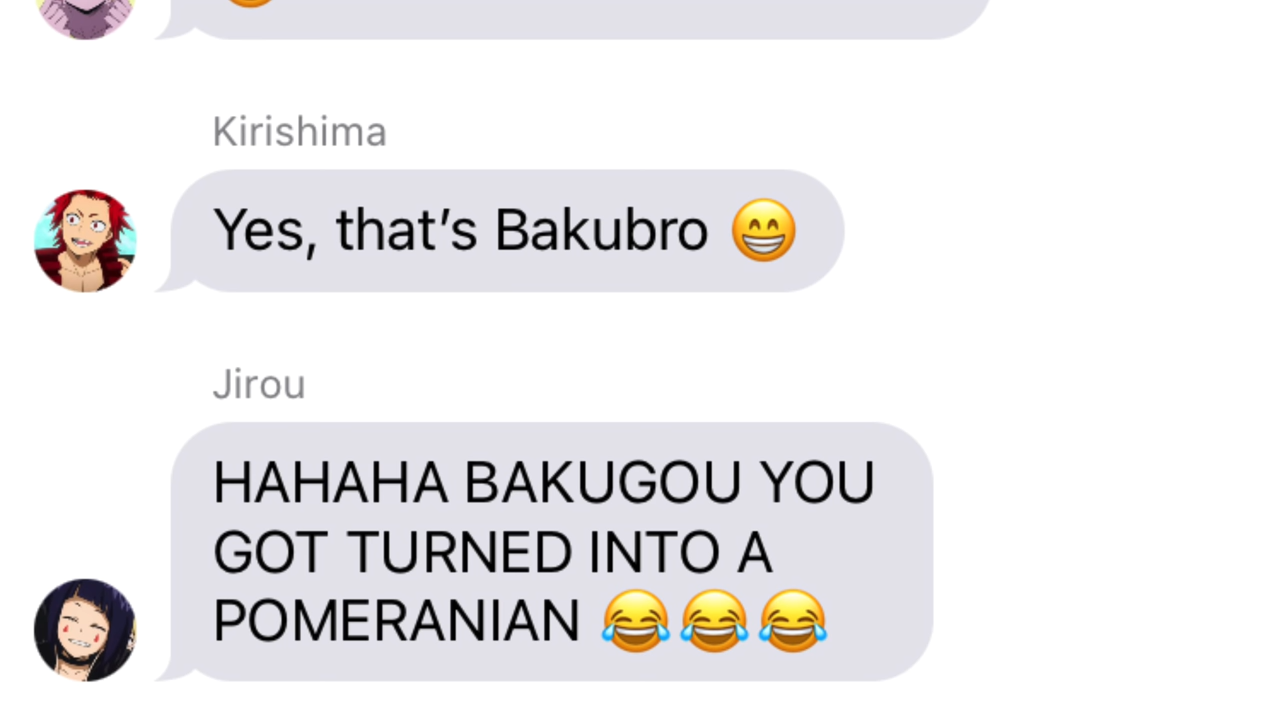 Kirishima
Yes, that’s Bakubro 😁
Jirou
HAHAHA BAKUGOU YOU
GOT TURNED INTO A
POMERANIAN 😂😂😂